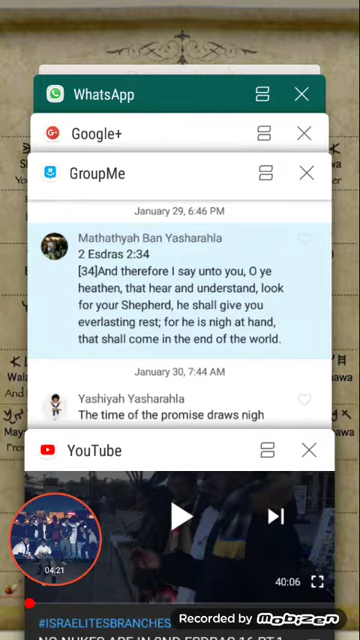 WhatsApp
Google+
GroupMe
January 29, 6:46 PM
Mathathyah Ban Yasharahla
2 Esdras 2:34
[34]And therefore I say unto you, O ye
heathen, that hear and understand, look
for your Shepherd, he shall give you
everlasting rest; for he is nigh at hand,
that shall come in the end of the world.
January 30, 7:44 AM
Yashiyah Yasharahla
The time of the promise draws nigh
YouTube
04:21
40:06
#ISRAELITESBRANCHES
Recorded by mobizen
NO NUKES ARE IN 2ND ESDRAS 16 PT.1